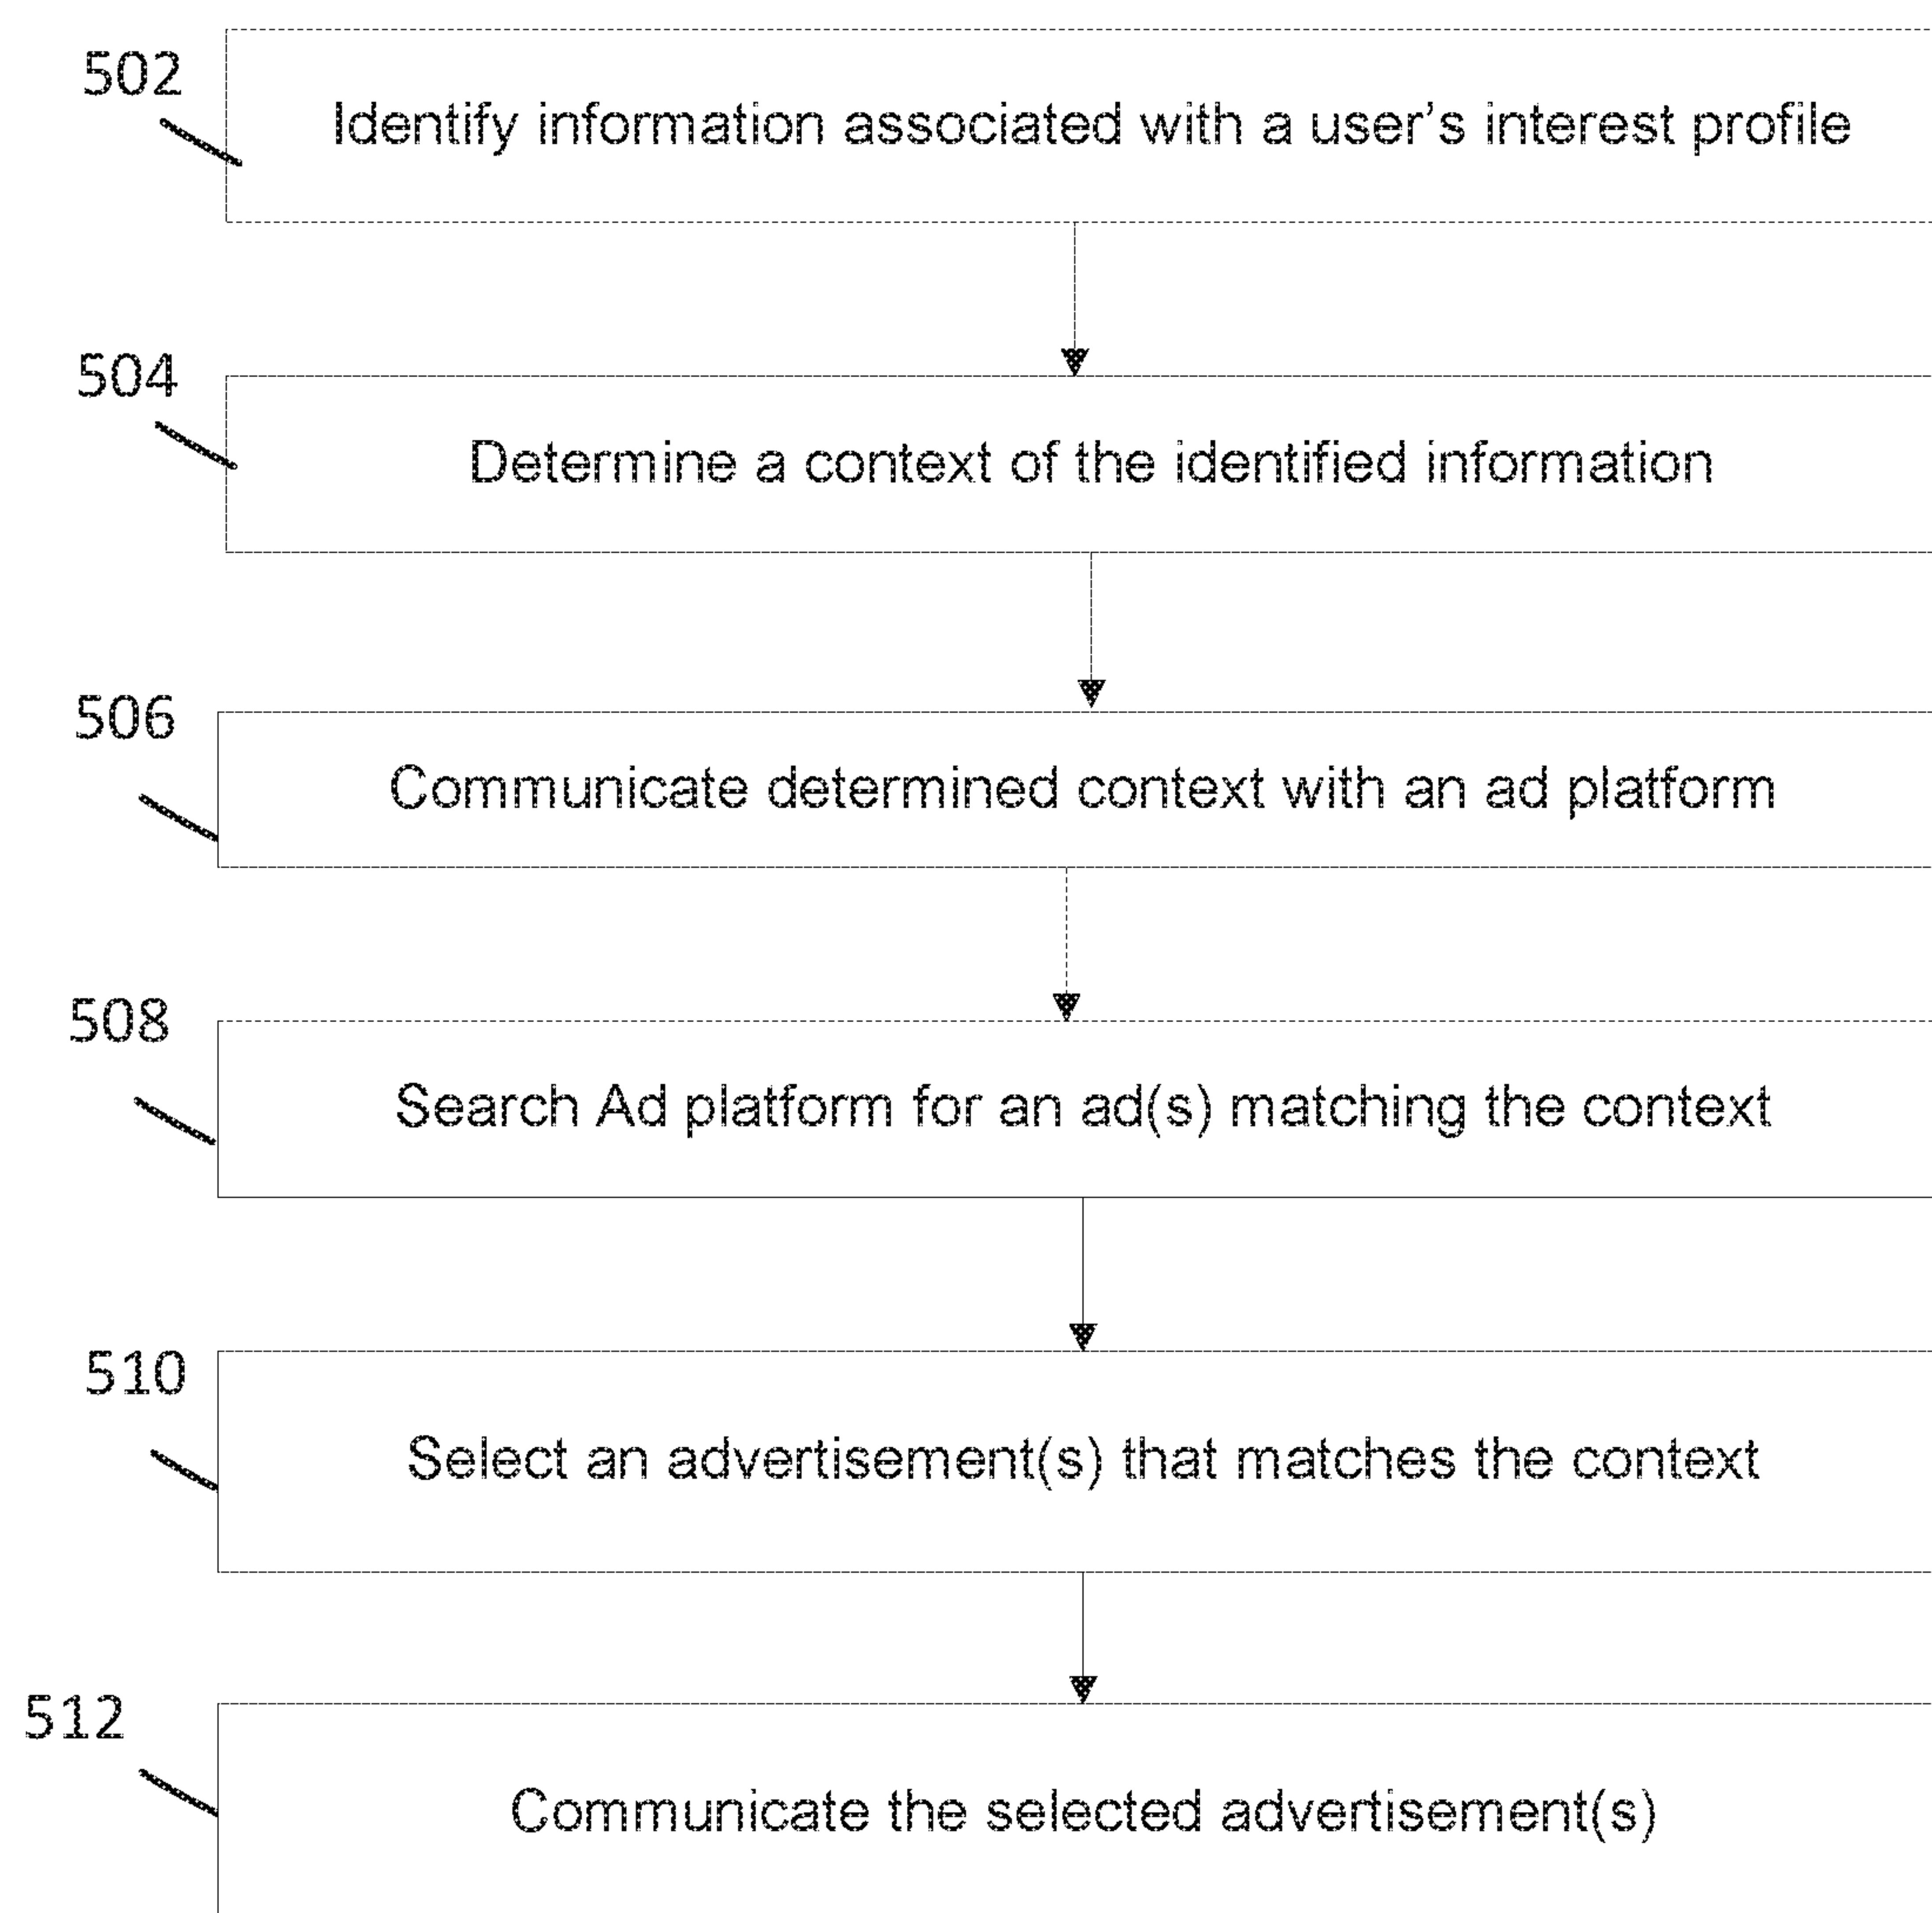 502
Identify information associated with a user's interest profile
504
Determine a context of the identified information
506
Communicate determined context with an ad platform
508
Search Ad platform for an ad(s) matching the context
510
Select an advertisement(s) that matches the context
512
Communicate the selected advertisement(s)